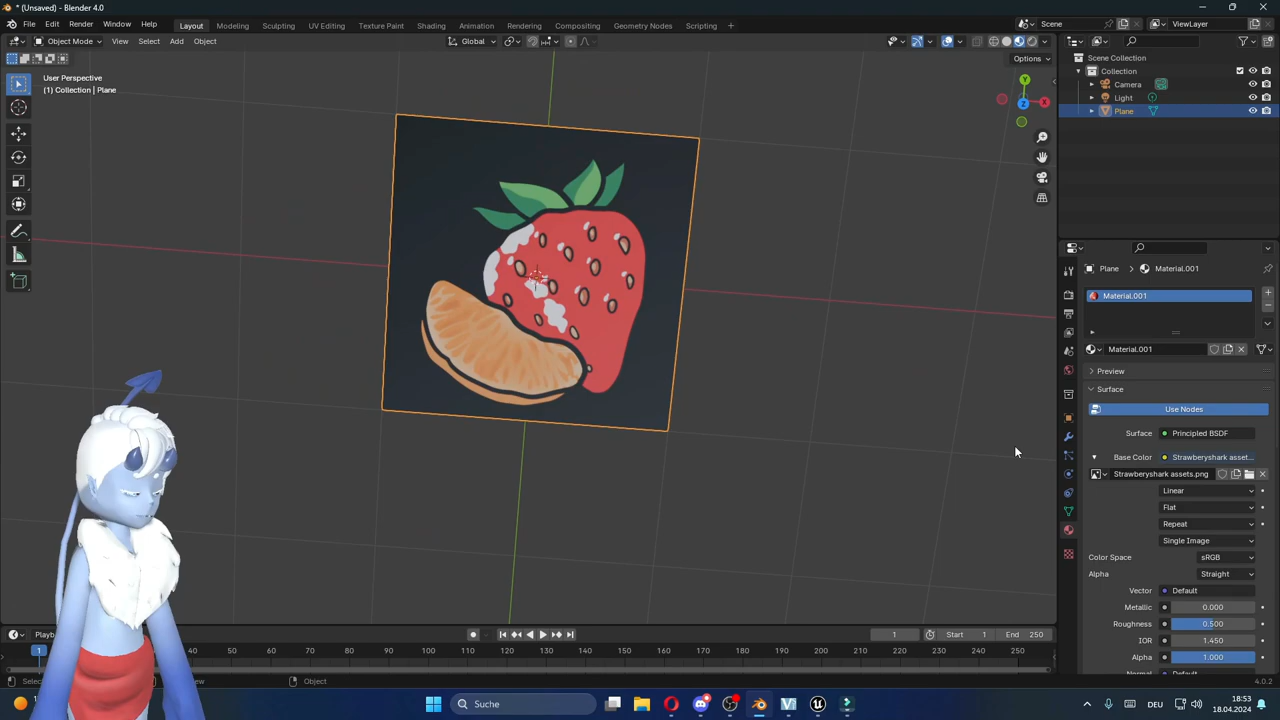 * (Unsaved) - Blender 4.0
File Edit Render Window Help Layout Modeling Sculpting UV Editing Texture Paint Shading Animation Rendering Compositing Geometry Nodes Scripting + Scene ViewLayer
Object Mode View Select Add Object Global
Options
User Perspective
(1) Collection | Plane
Y
X
Z
Scene Collection
Collection
Camera
Light
Plane
Plane > Material.001
Material.001
Material.001
Preview
Surface
Use Nodes
Surface Principled BSDF
Base Color Strawberyshark asset...
Strawberyshark assets.png
Linear
Flat
Repeat
Single Image
Color Space sRGB
Alpha Straight
Vector Default
Metallic 0.000
Roughness 0.500
IOR 1.450
Alpha 1.000
Playb 1 Start 1 End 250
1 40 50 60 70 80 90 100 110 120 130 140 150 160 170 180 190 200 210 220 230 240 250
Object 4.0.2
Suche DEU 18:53
18.04.2024